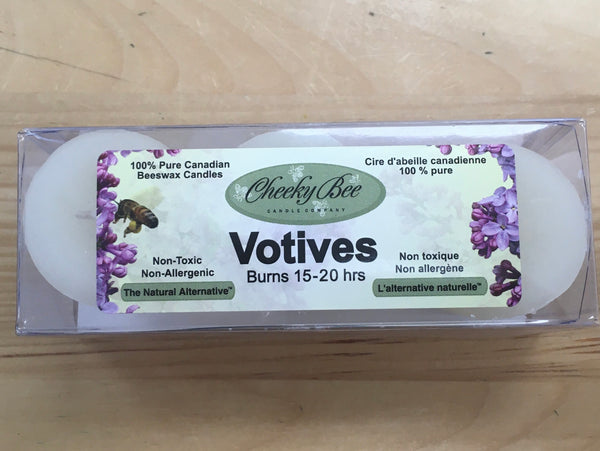 100% Pure Canadian
Beeswax Candles
Cire d'abeille canadienne
100 % pure
Cheeky Bee
CANDLE COMPANY
Votives
Burns 15-20 hrs
Non-Toxic
Non-Allergenic
The Natural Alternative™
Non toxique
Non allergène
L'alternative naturelle™